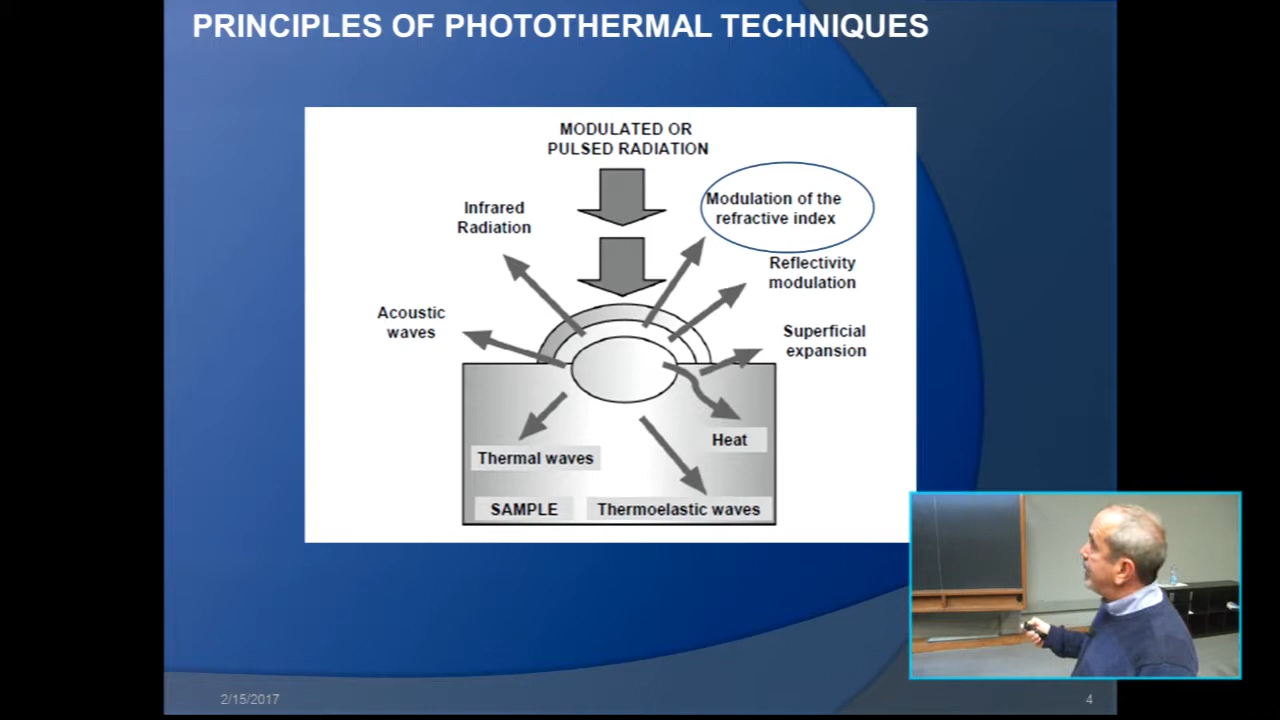 PRINCIPLES OF PHOTOTHERMAL TECHNIQUES
MODULATED OR
PULSED RADIATION
Infrared
Radiation
Modulation of the
refractive index
Reflectivity
modulation
Acoustic
waves
Superficial
expansion
Heat
Thermal waves
SAMPLE
Thermoelastic waves
2/15/2017
4